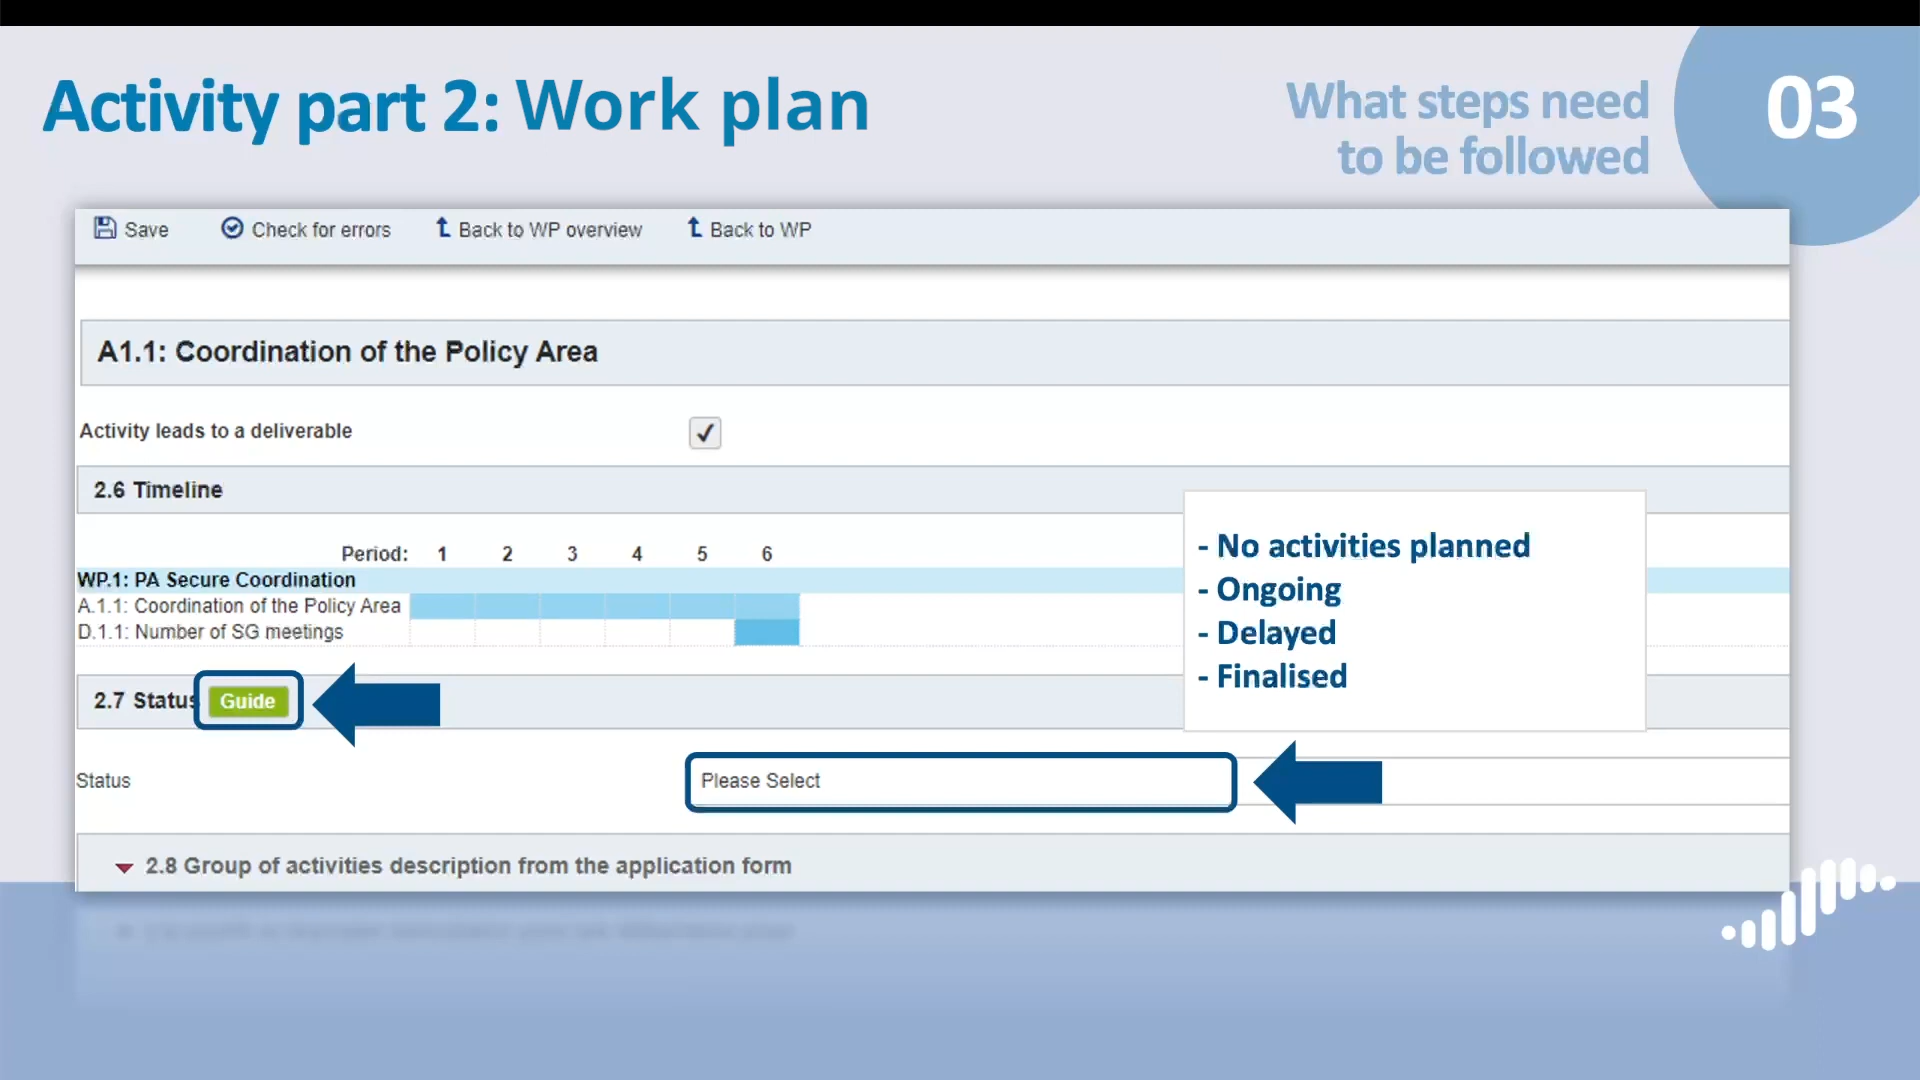 Activity part 2: Work plan
What steps need
to be followed
03
Save Check for errors Back to WP overview Back to WP
A1.1: Coordination of the Policy Area
Activity leads to a deliverable
2.6 Timeline
Period: 1 2 3 4 5 6
WP.1: PA Secure Coordination
A.1.1: Coordination of the Policy Area
D.1.1: Number of SG meetings
- No activities planned
- Ongoing
- Delayed
- Finalised
2.7 Status Guide
Status Please Select
2.8 Group of activities description from the application form